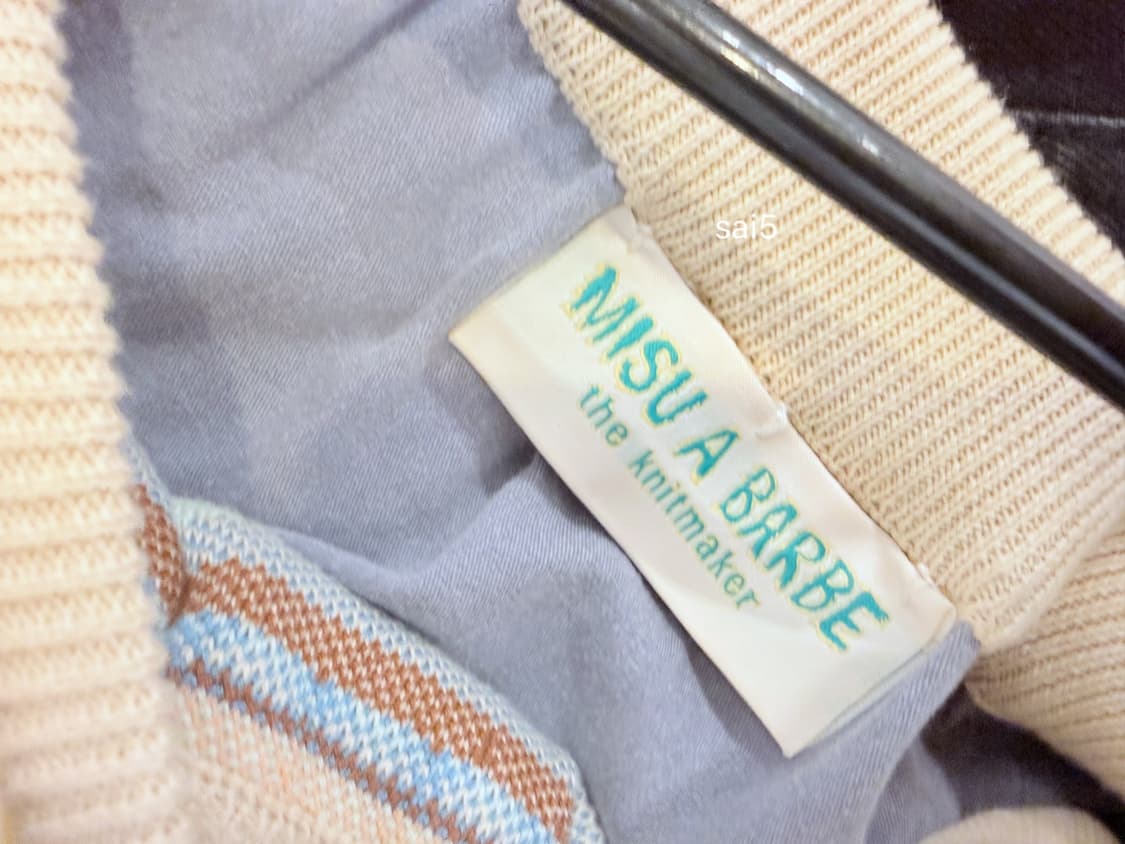 sai5
MISU A BARBE
the knitmaker